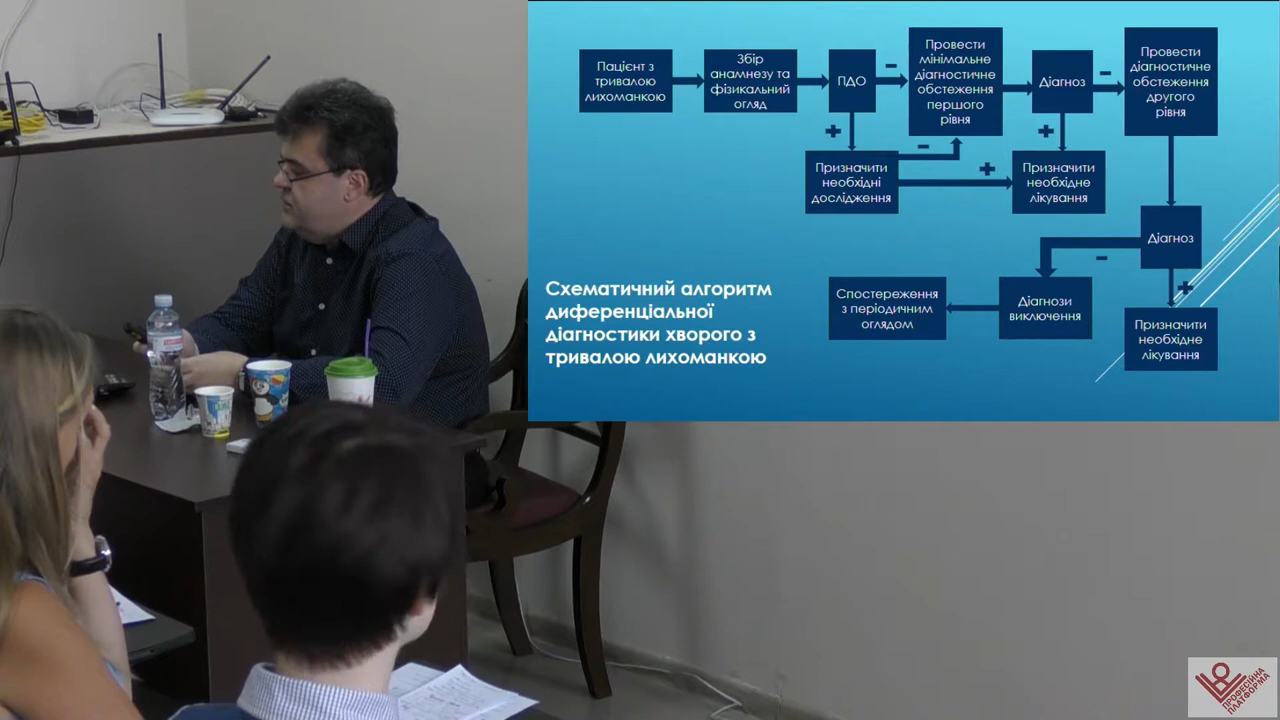 Пацієнт з
тривалою
лихоманкою
Збір
анамнезу та
фізикальний
огляд
ПДО
–
Провести
мінімальне
діагностичне
обстеження
першого
рівня
Діагноз
–
Провести
діагностичне
обстеження
другого
рівня
+
–
+
+
Призначити
необхідні
дослідження
Призначити
необхідне
лікування
Діагноз
–
+
Спостереження
з періодичним
оглядом
Діагнози
виключення
Призначити
необхідне
лікування
Схематичний алгоритм
диференціальної
діагностики хворого з
тривалою лихоманкою
ПРОФЕСІЙНА
ПЛАТФОРМА